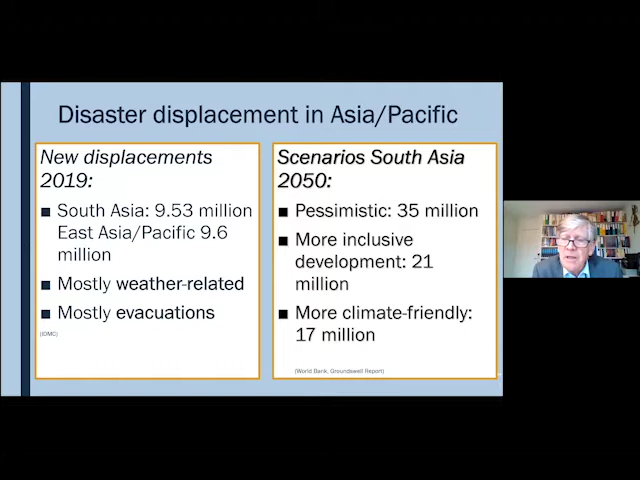 Disaster displacement in Asia/Pacific
New displacements
2019:
■ South Asia: 9.53 million
East Asia/Pacific 9.6
million
■ Mostly weather-related
■ Mostly evacuations
(IDMC)
Scenarios South Asia
2050:
■ Pessimistic: 35 million
■ More inclusive
development: 21
million
■ More climate-friendly:
17 million
(World Bank, Groundswell Report)